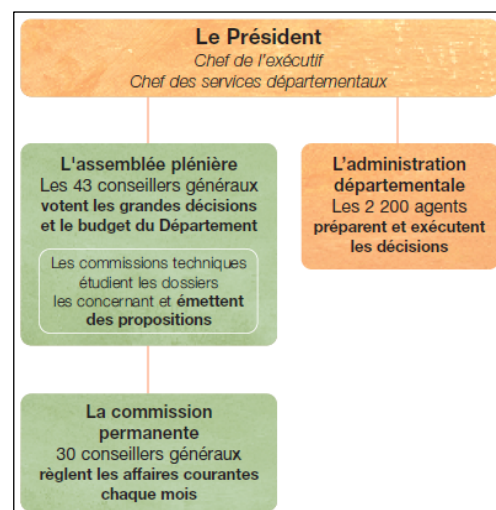 Le Président
Chef de l'exécutif
Chef des services départementaux
L'assemblée plénière
Les 43 conseillers généraux
votent les grandes décisions
et le budget du Département
Les commissions techniques
étudient les dossiers
les concernant et émettent
des propositions
La commission
permanente
30 conseillers généraux
règlent les affaires courantes
chaque mois
L'administration
départementale
Les 2 200 agents
préparent et exécutent
les décisions